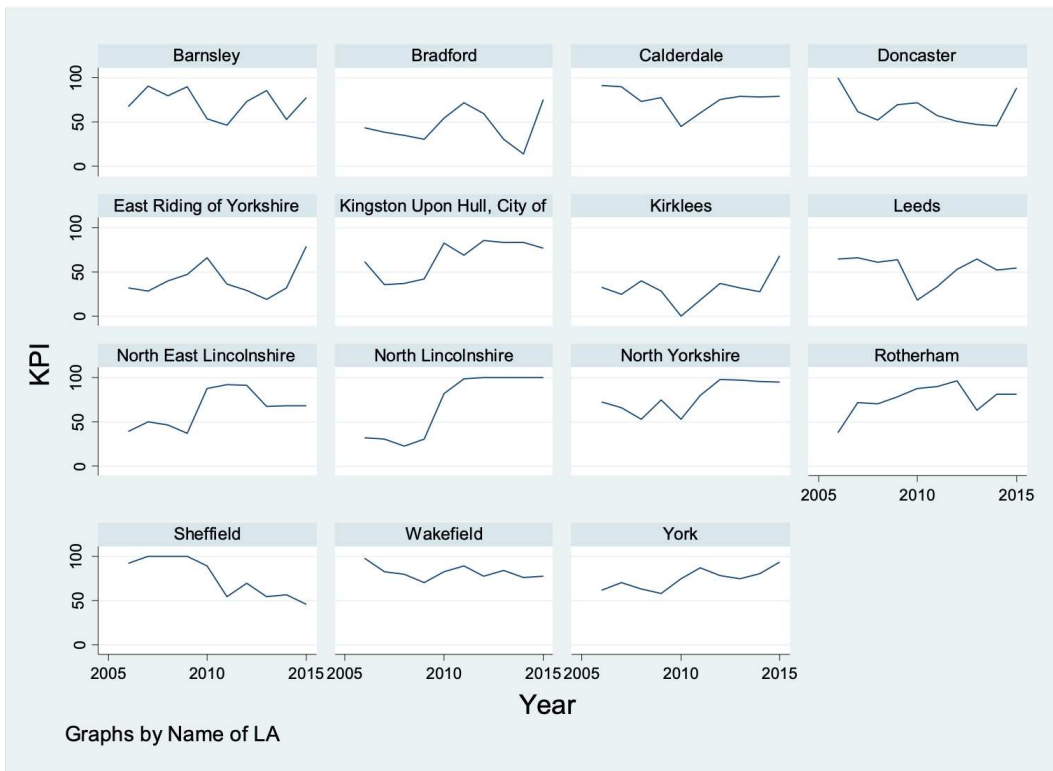 Barnsley
Bradford
Calderdale
Doncaster
0 50 100
East Riding of Yorkshire
Kingston Upon Hull, City of
Kirklees
Leeds
0 50 100
North East Lincolnshire
North Lincolnshire
North Yorkshire
Rotherham
0 50 100
2005 2010 2015
Sheffield
Wakefield
York
0 50 100
2005 2010 2015
2005 2010 2015
2005 2010 2015
KPI
Year
Graphs by Name of LA